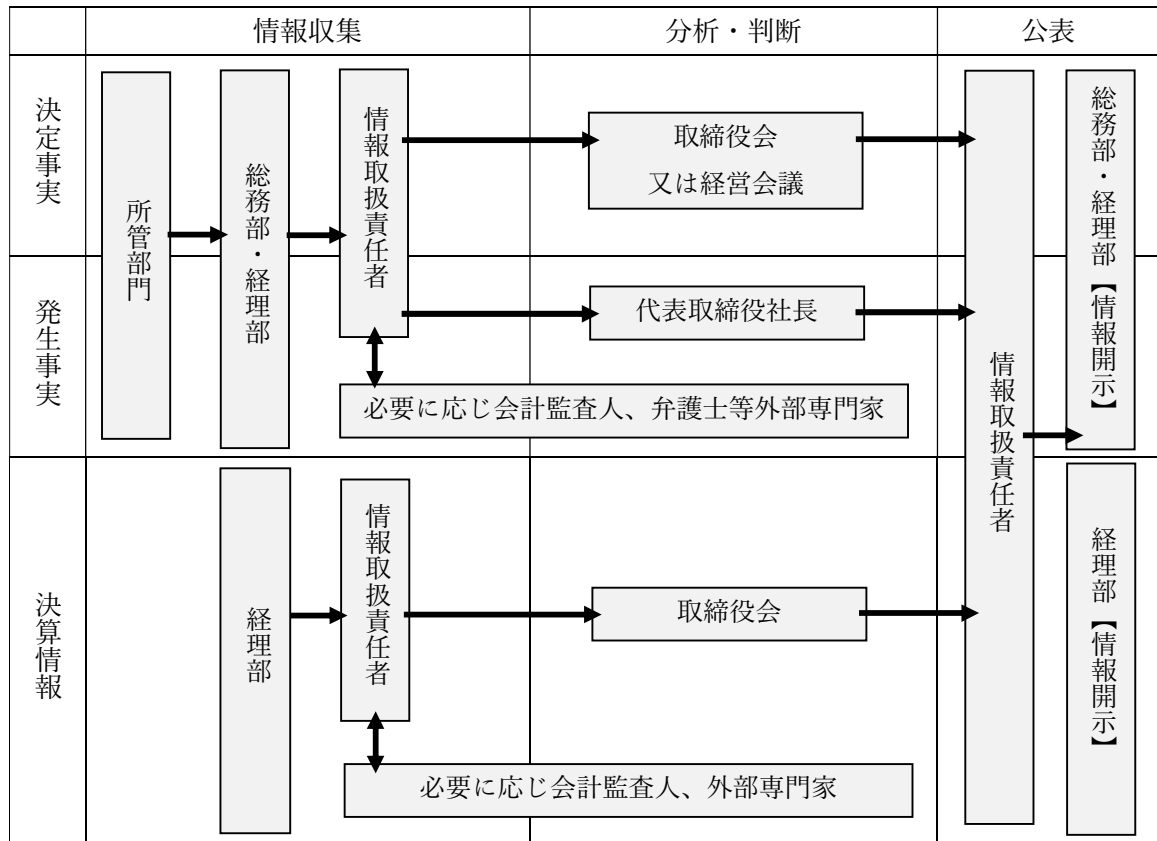 情報収集
分析・判断
公表
決定事実
発生事実
決算情報
所管部門
総務部・経理部
情報取扱責任者
取締役会
又は経営会議
代表取締役社長
必要に応じ会計監査人、弁護士等外部専門家
経理部
情報取扱責任者
取締役会
必要に応じ会計監査人、外部専門家
情報取扱責任者
総務部・経理部【情報開示】
経理部【情報開示】